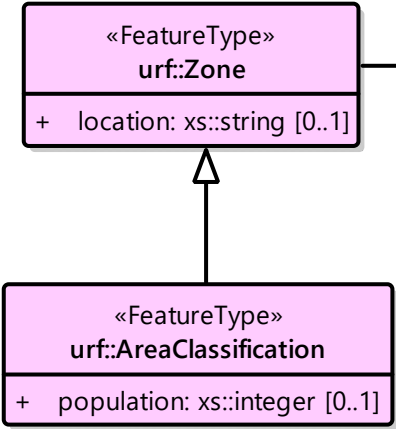 «FeatureType»
urf::Zone
+ location: xs::string [0..1]
«FeatureType»
urf::AreaClassification
+ population: xs::integer [0..1]